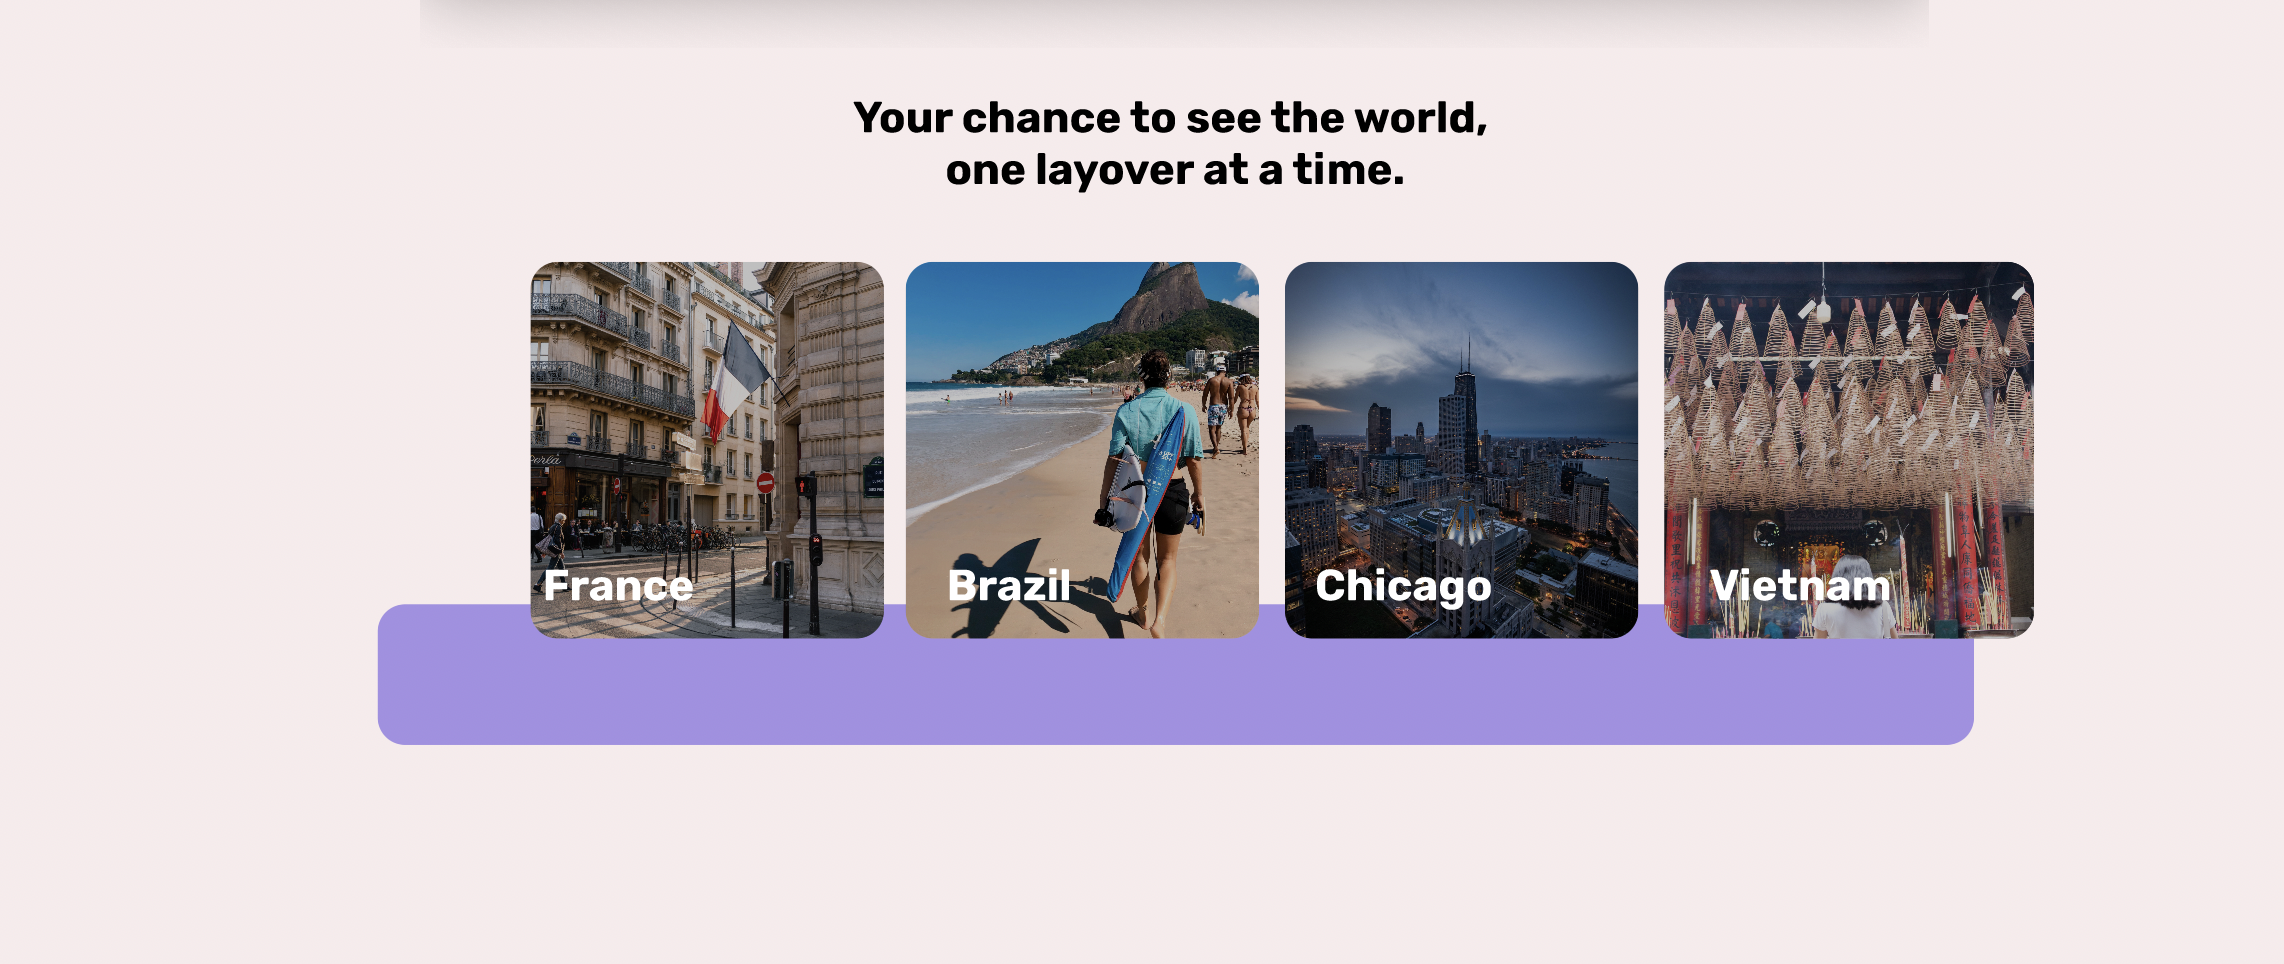 Your chance to see the world,
one layover at a time.
France
Brazil
Chicago
Vietnam